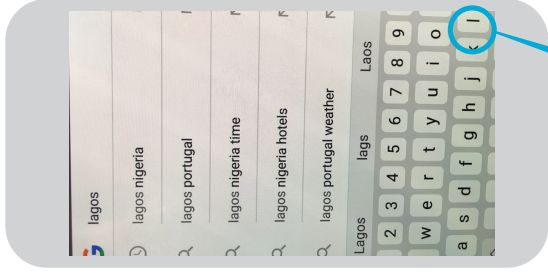 lagos
lagos nigeria
lagos portugal
lagos nigeria time
lagos nigeria hotels
lagos portugal weather
Lagos lags Laos
2 3 4 5 6 7 8 9
w e r t y u i o
a s d f g h j k l